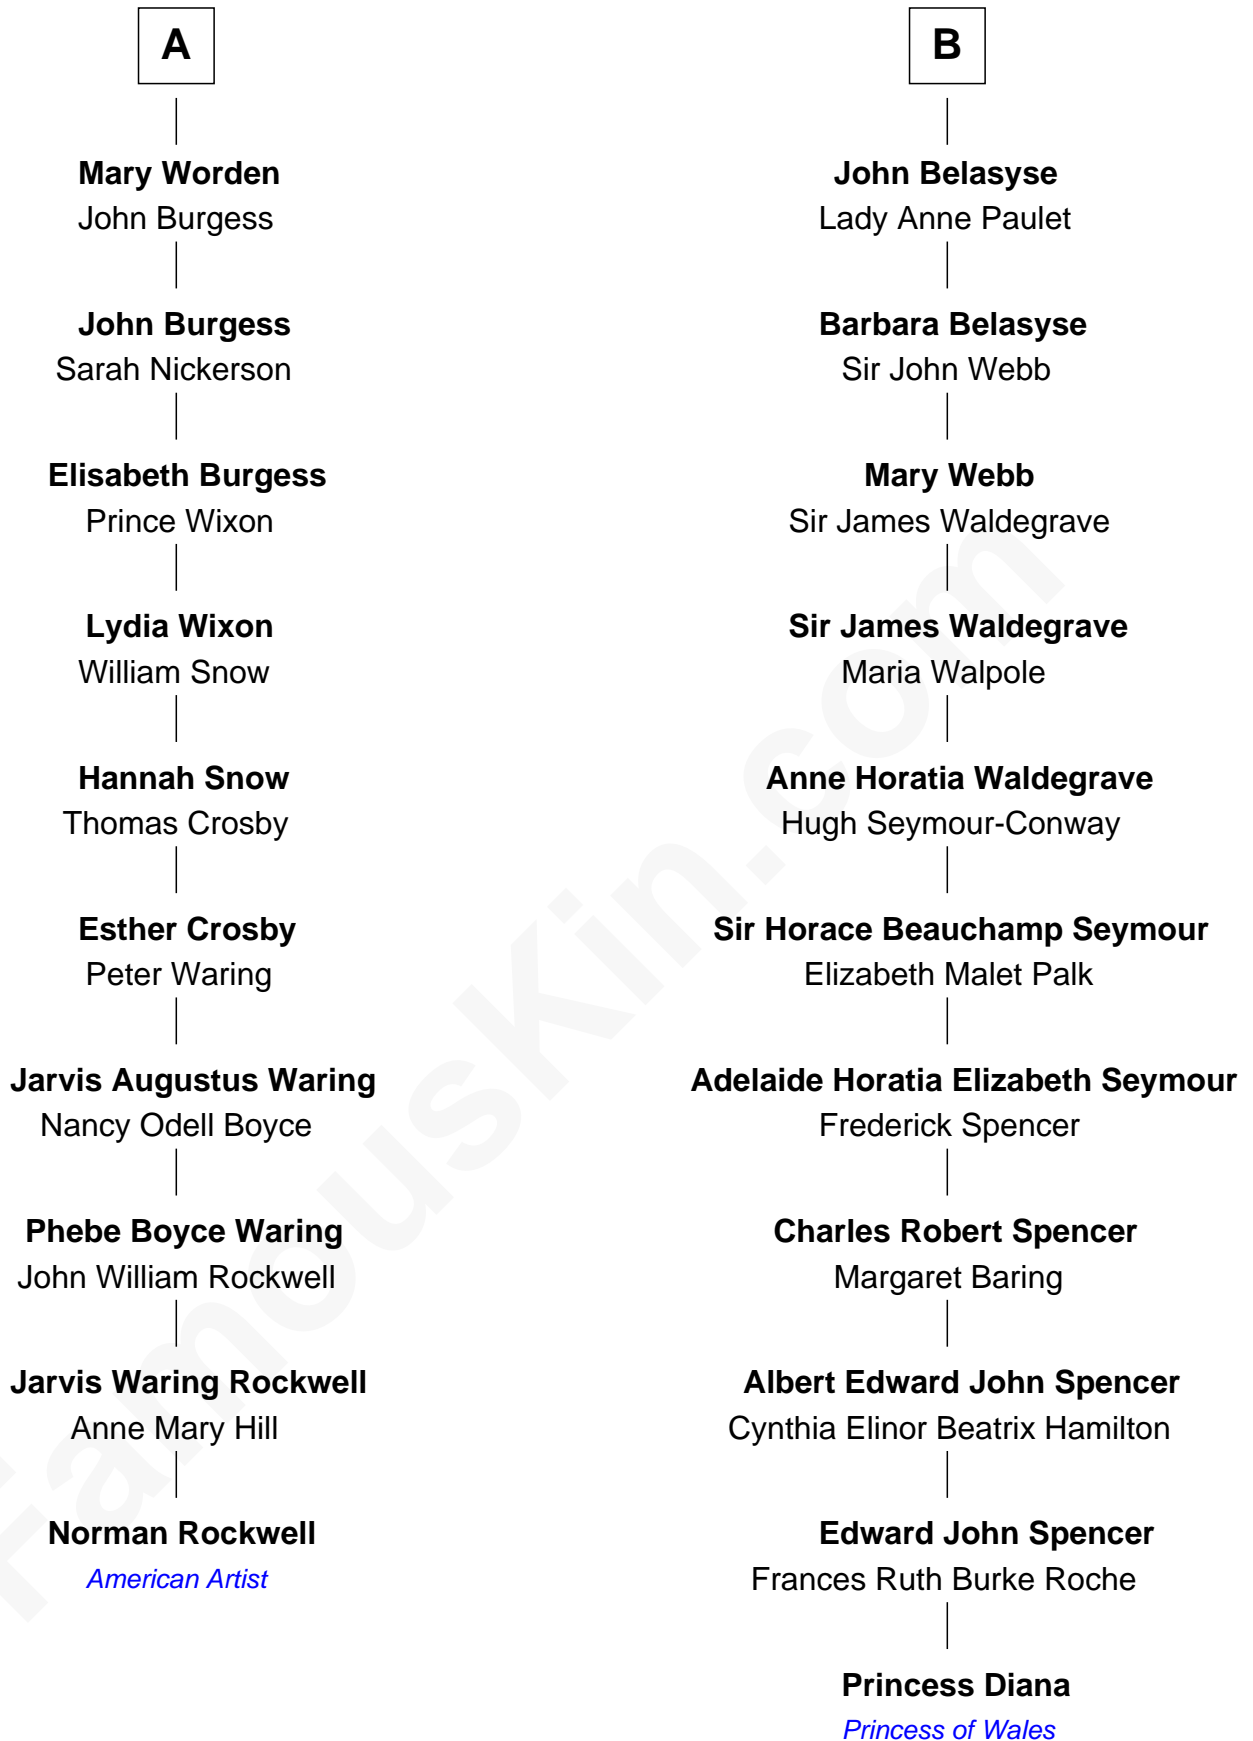 A
Mary Worden
John Burgess
John Burgess
Sarah Nickerson
Elisabeth Burgess
Prince Wixon
Lydia Wixon
William Snow
Hannah Snow
Thomas Crosby
Esther Crosby
Peter Waring
Jarvis Augustus Waring
Nancy Odell Boyce
Phebe Boyce Waring
John William Rockwell
Jarvis Waring Rockwell
Anne Mary Hill
Norman Rockwell
American Artist
B
John Belasyse
Lady Anne Paulet
Barbara Belasyse
Sir John Webb
Mary Webb
Sir James Waldegrave
Sir James Waldegrave
Maria Walpole
Anne Horatia Waldegrave
Hugh Seymour-Conway
Sir Horace Beauchamp Seymour
Elizabeth Malet Palk
Adelaide Horatia Elizabeth Seymour
Frederick Spencer
Charles Robert Spencer
Margaret Baring
Albert Edward John Spencer
Cynthia Elinor Beatrix Hamilton
Edward John Spencer
Frances Ruth Burke Roche
Princess Diana
Princess of Wales
FamousKin.com